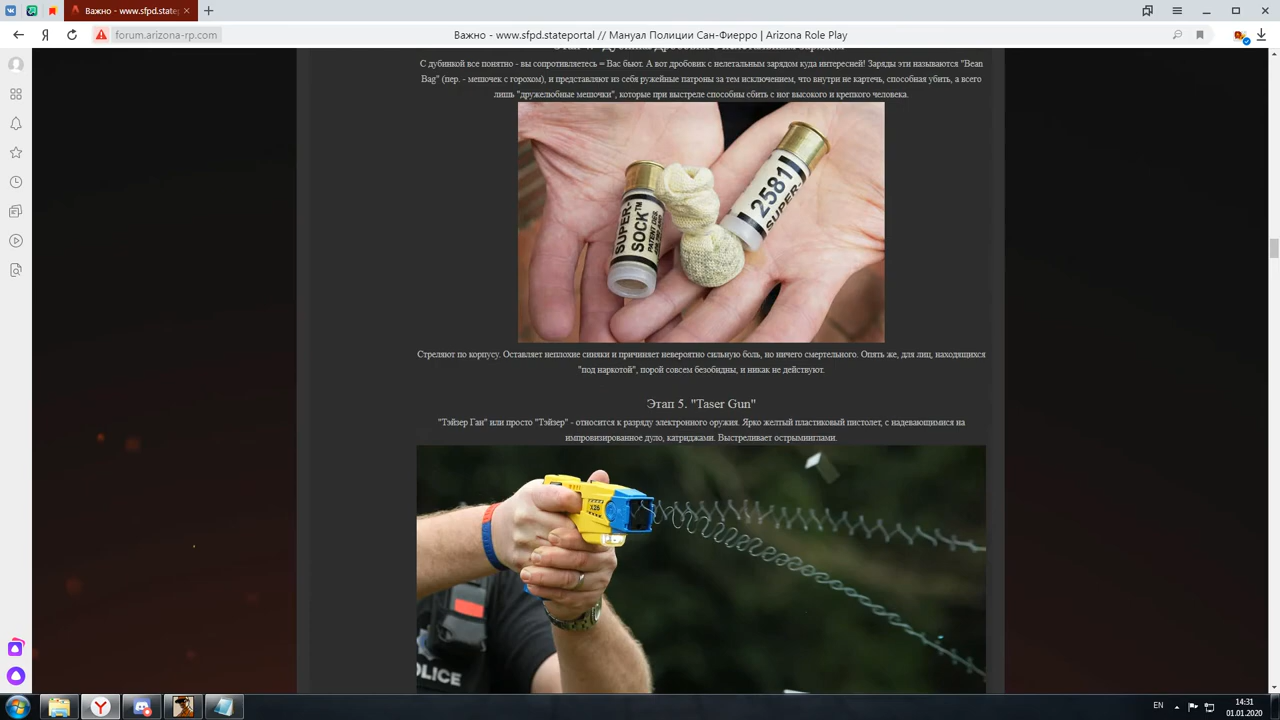 Важно - www.sfpd.state
forum.arizona-rp.com
Важно - www.sfpd.stateportal // Мануал Полиции Сан-Фиерро | Arizona Role Play
С дубинкой все понятно - вы сопротивляетесь = Вас бьют. А вот дробовик с нелетальным зарядом куда интересней! Заряды эти называются "Bean
Bag" (пер. - мешочек с горохом), и представляют из себя ружейные патроны за тем исключением, что внутри не картечь, способная убить, а всего
лишь "дружелюбные мешочки", которые при выстреле способны сбить с ног высокого и крепкого человека.
SUPER-
SOCK™
2581
SUPER-
Стреляют по корпусу. Оставляет неплохие синяки и причиняет невероятно сильную боль, но ничего смертельного. Опять же, для лиц, находящихся
"под наркотой", порой совсем безобидны, и никак не действуют.
Этап 5. "Taser Gun"
"Тэйзер Ган" или просто "Тэйзер" - относится к разряду электронного оружия. Ярко желтый пластиковый пистолет, с надевающимися на
импровизированное дуло, катриджами. Выстреливает острымииглами.
X26
OLICE
EN
14:31
01.01.2020